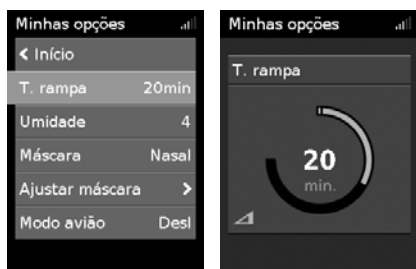 Minhas opções
Início
T. rampa 20min
Umidade 4
Máscara Nasal
Ajustar máscara
Modo avião Desl
Minhas opções
T. rampa
20
min.